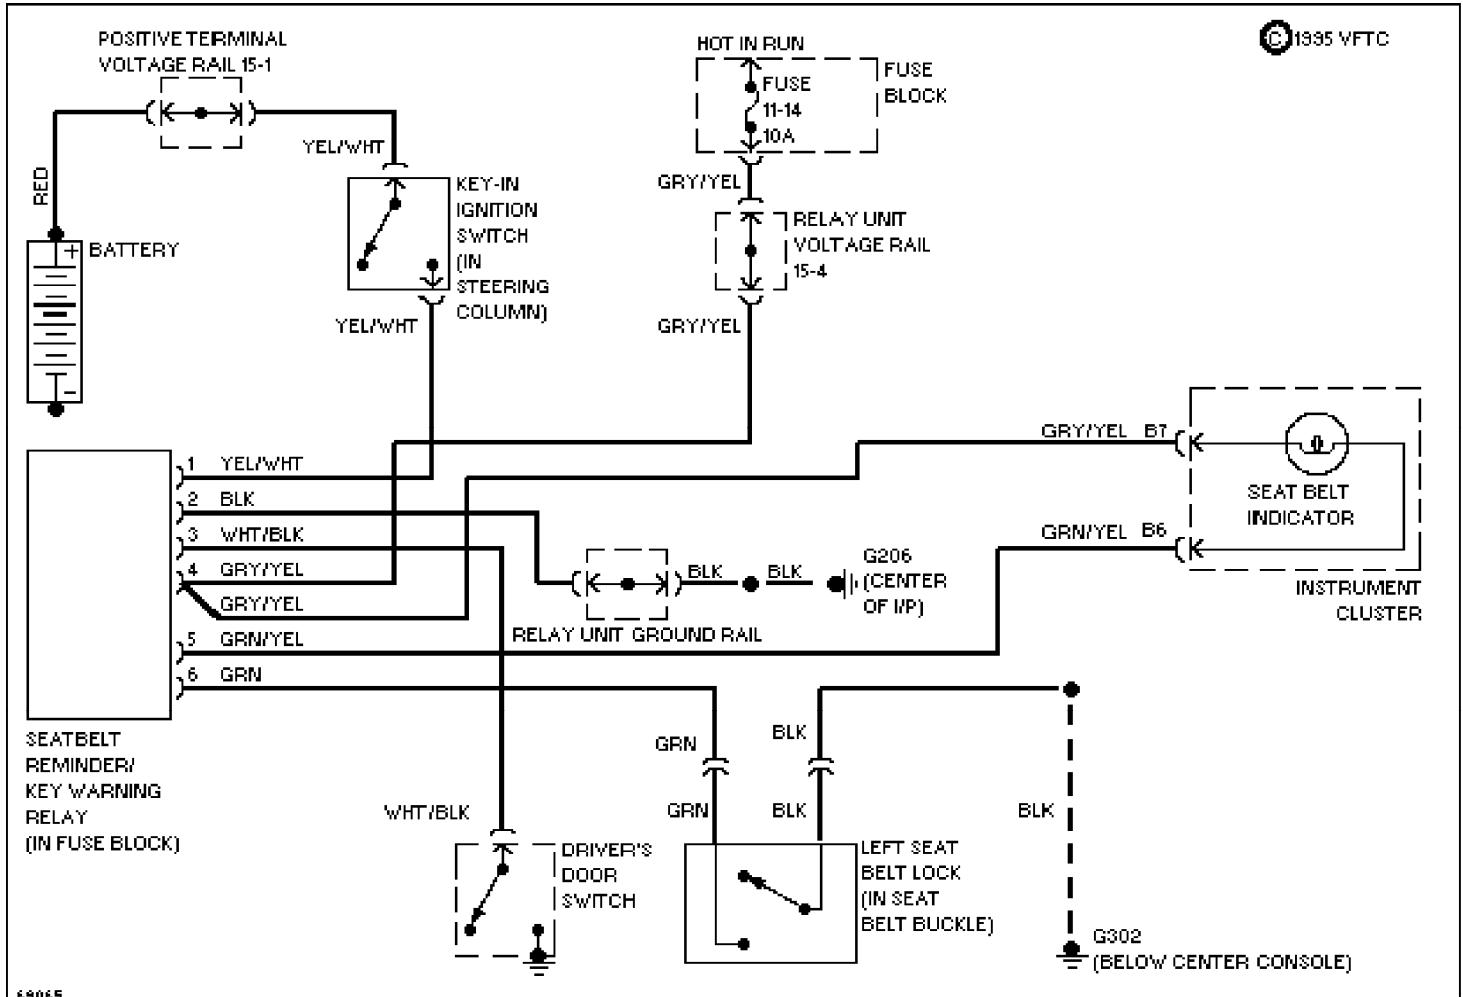 POSITIVE TERMINAL
VOLTAGE RAIL 15-1
HOT IN RUN
© 1995 VFTC
FUSE
11-14
10A
FUSE
BLOCK
YEL/WHT
RED
BATTERY
+
-
KEY-IN
IGNITION
SWITCH
(IN
STEERING
COLUMN)
GRY/YEL
RELAY UNIT
VOLTAGE RAIL
15-4
YEL/WHT
GRY/YEL
GRY/YEL B7
SEAT BELT
INDICATOR
GRN/YEL B6
INSTRUMENT
CLUSTER
1 YEL/WHT
2 BLK
3 WHT/BLK
4 GRY/YEL
GRY/YEL
5 GRN/YEL
6 GRN
BLK
BLK
G206
(CENTER
OF I/P)
RELAY UNIT GROUND RAIL
SEATBELT
REMINDER/
KEY WARNING
RELAY
(IN FUSE BLOCK)
GRN
BLK
WHT/BLK
GRN
BLK
BLK
DRIVER'S
DOOR
SWITCH
LEFT SEAT
BELT LOCK
(IN SEAT
BELT BUCKLE)
G302
(BELOW CENTER CONSOLE)